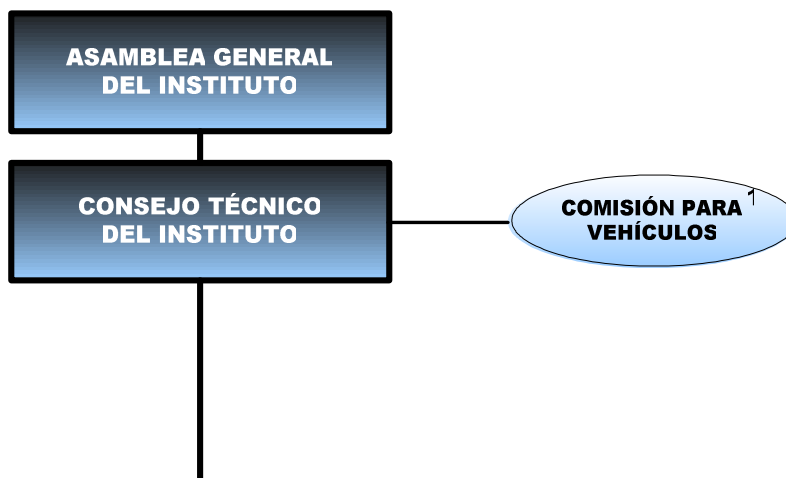 ASAMBLEA GENERAL
DEL INSTITUTO
CONSEJO TÉCNICO
DEL INSTITUTO
COMISIÓN PARA 1
VEHÍCULOS